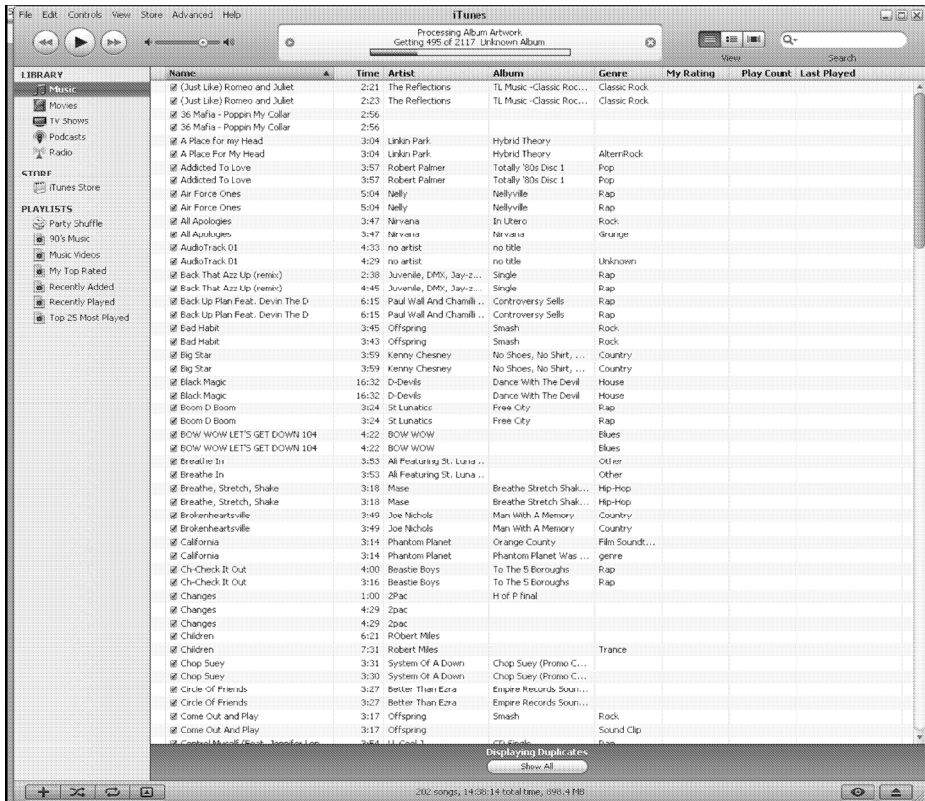 File Edit Controls View Store Advanced Help
iTunes
Processing Album Artwork
Getting 495 of 2117 Unknown Album
View
Search
LIBRARY
Music
Movies
TV Shows
Podcasts
Radio
STORE
iTunes Store
PLAYLISTS
Party Shuffle
90's Music
Music Videos
My Top Rated
Recently Added
Recently Played
Top 25 Most Played
Name Time Artist Album Genre My Rating Play Count Last Played
(Just Like) Romeo and Juliet 2:21 The Reflections TL Music -Classic Roc... Classic Rock
(Just Like) Romeo and Juliet 2:23 The Reflections TL Music -Classic Roc... Classic Rock
36 Mafia - Poppin My Collar 2:56
36 Mafia - Poppin My Collar 2:56
A Place for my Head 3:04 Linkin Park Hybrid Theory
A Place For My Head 3:04 Linkin Park Hybrid Theory AlternRock
Addicted To Love 3:57 Robert Palmer Totally '80s Disc 1 Pop
Addicted To Love 3:57 Robert Palmer Totally '80s Disc 1 Pop
Air Force Ones 5:04 Nelly Nellyville Rap
Air Force Ones 5:04 Nelly Nellyville Rap
All Apologies 3:47 Nirvana In Utero Rock
All Apologies 3:47 Nirvana Nirvana Grunge
AudioTrack 01 4:33 no artist no title
AudioTrack 01 4:29 no artist no title Unknown
Back That Azz Up (remix) 2:38 Juvenile, DMX, Jay-z... Single Rap
Back That Azz Up (remix) 4:45 Juvenile, DMX, Jay-z... Single Rap
Back Up Plan Feat. Devin The D 6:15 Paul Wall And Chamilli ... Controversy Sells Rap
Back Up Plan Feat. Devin The D 6:15 Paul Wall And Chamilli ... Controversy Sells Rap
Bad Habit 3:45 Offspring Smash Rock
Bad Habit 3:43 Offspring Smash Rock
Big Star 3:59 Kenny Chesney No Shoes, No Shirt, ... Country
Big Star 3:59 Kenny Chesney No Shoes, No Shirt, ... Country
Black Magic 16:32 D-Devils Dance With The Devil House
Black Magic 16:32 D-Devils Dance With The Devil House
Boom D Boom 3:24 St Lunatics Free City Rap
Boom D Boom 3:24 St Lunatics Free City Rap
BOW WOW LET'S GET DOWN 104 4:22 BOW WOW Blues
BOW WOW LET'S GET DOWN 104 4:22 BOW WOW Blues
Breathe In 3:53 Ali Featuring St. Luna ... Other
Breathe In 3:53 Ali Featuring St. Luna ... Other
Breathe, Stretch, Shake 3:18 Mase Breathe Stretch Shak... Hip-Hop
Breathe, Stretch, Shake 3:18 Mase Breathe Stretch Shak... Hip-Hop
Brokenheartsville 3:49 Joe Nichols Man With A Memory Country
Brokenheartsville 3:49 Joe Nichols Man With A Memory Country
California 3:14 Phantom Planet Orange County Film Soundt...
California 3:14 Phantom Planet Phantom Planet Was ... genre
Ch-Check It Out 4:00 Beastie Boys To The 5 Boroughs Rap
Ch-Check It Out 3:16 Beastie Boys To The 5 Boroughs Rap
Changes 1:00 2Pac H of P final
Changes 4:29 2pac
Changes 4:29 2pac
Children 6:21 RObert Miles
Children 7:31 Robert Miles Trance
Chop Suey 3:31 System Of A Down Chop Suey (Promo C...
Chop Suey 3:30 System Of A Down Chop Suey (Promo C...
Circle Of Friends 3:27 Better Than Ezra Empire Records Soun...
Circle Of Friends 3:27 Better Than Ezra Empire Records Soun...
Come Out and Play 3:17 Offspring Smash Rock
Come Out And Play 3:17 Offspring Sound Clip
Control Myself (Feat. Jennifer Lop 3:54 LL Cool J CD Single Rap
Displaying Duplicates
Show All
202 songs, 14:38:14 total time, 898.4 MB